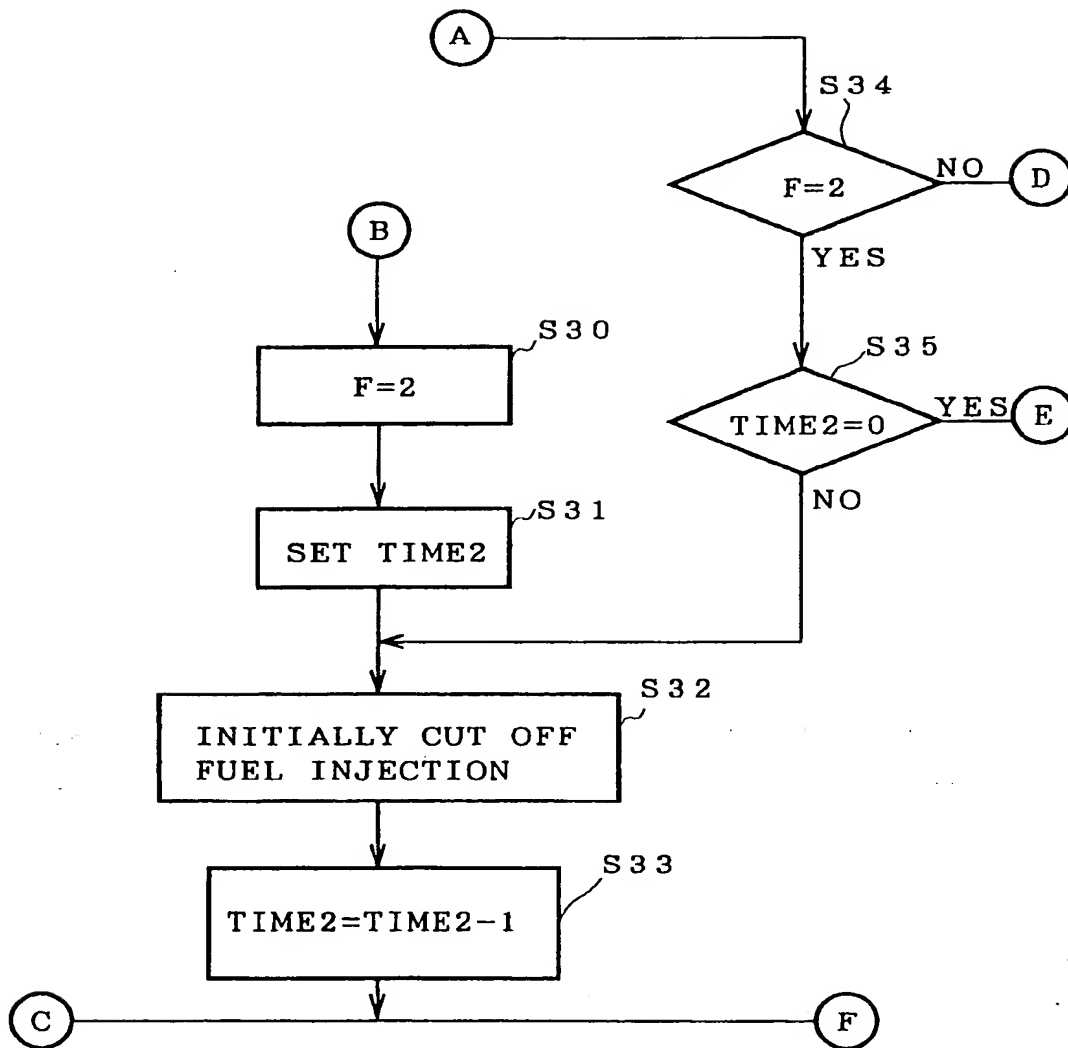 A
S34
F=2
NO
D
YES
B
S30
F=2
S35
TIME2=0
YES
E
NO
S31
SET TIME2
S32
INITIALLY CUT OFF
FUEL INJECTION
S33
TIME2=TIME2-1
C
F